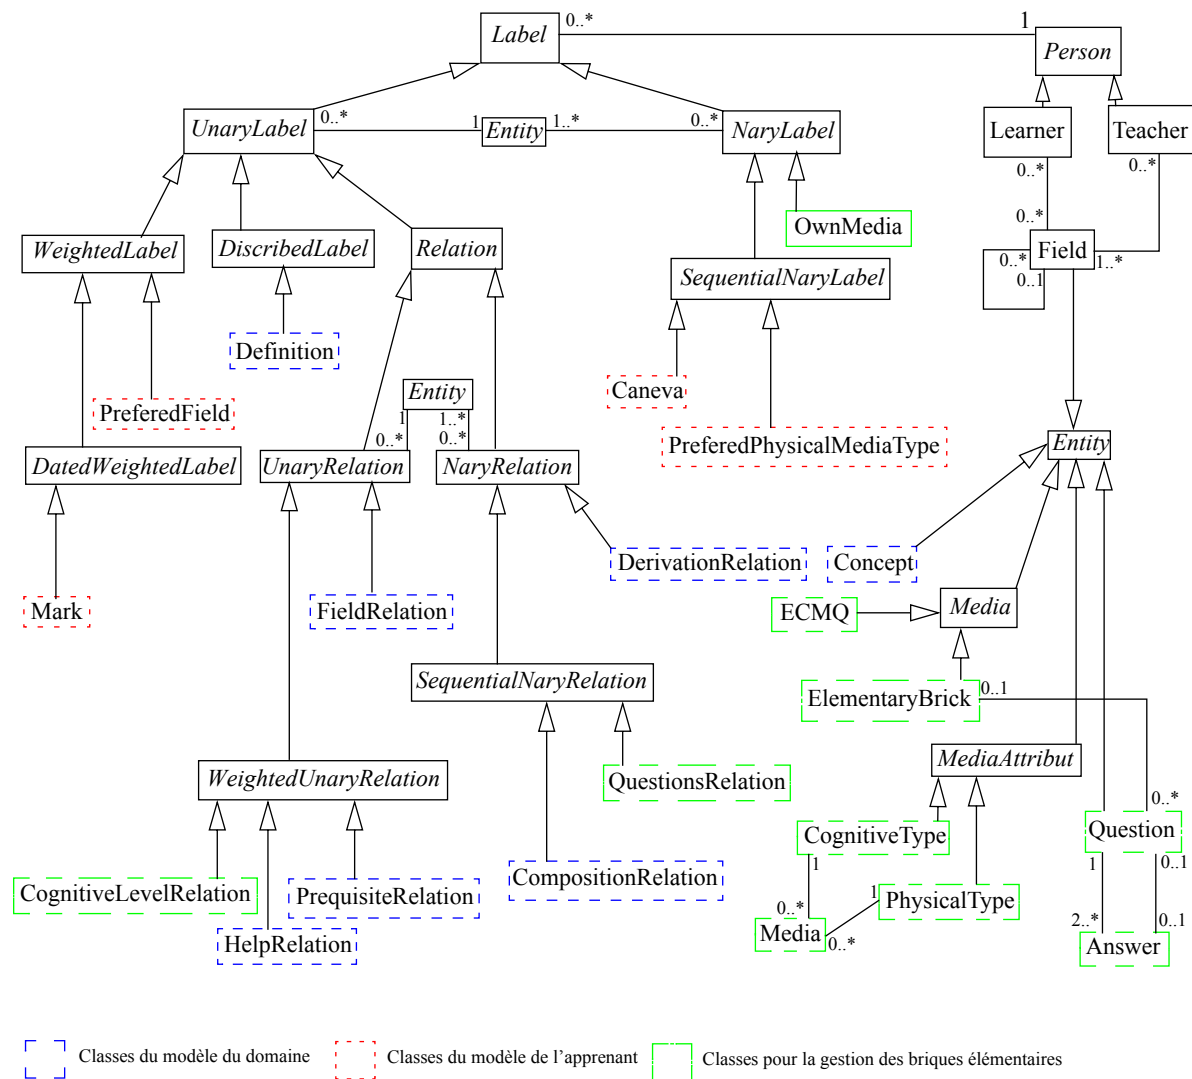 Label
0..*
1
Person
UnaryLabel
0..*
1
Entity
1..*
0..*
NaryLabel
Learner
Teacher
0..*
0..*
OwnMedia
0..*
WeightedLabel
DiscribedLabel
Relation
Field
0..*
1..*
0..1
SequentialNaryLabel
Definition
Entity
Caneva
PreferedField
1
1..*
0..*
0..*
PreferedPhysicalMediaType
Entity
DatedWeightedLabel
UnaryRelation
NaryRelation
DerivationRelation
Concept
Mark
FieldRelation
ECMQ
Media
SequentialNaryRelation
ElementaryBrick
0..1
WeightedUnaryRelation
QuestionsRelation
MediaAttribut
0..*
CognitiveType
Question
1
1
0..1
CognitiveLevelRelation
PrequisiteRelation
CompositionRelation
1
PhysicalType
0..*
2..*
0..1
HelpRelation
Media
0..*
Answer
Classes du modèle du domaine
Classes du modèle de l'apprenant
Classes pour la gestion des briques élémentaires